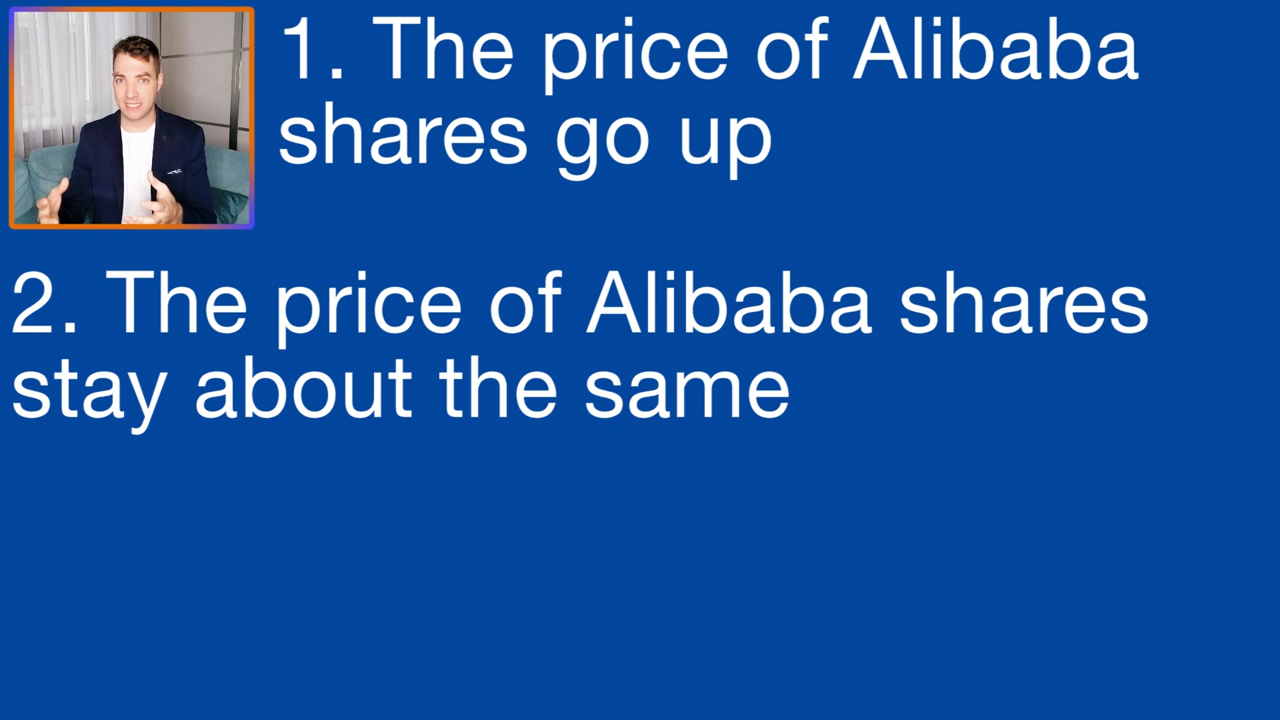 1. The price of Alibaba
shares go up
2. The price of Alibaba shares
stay about the same